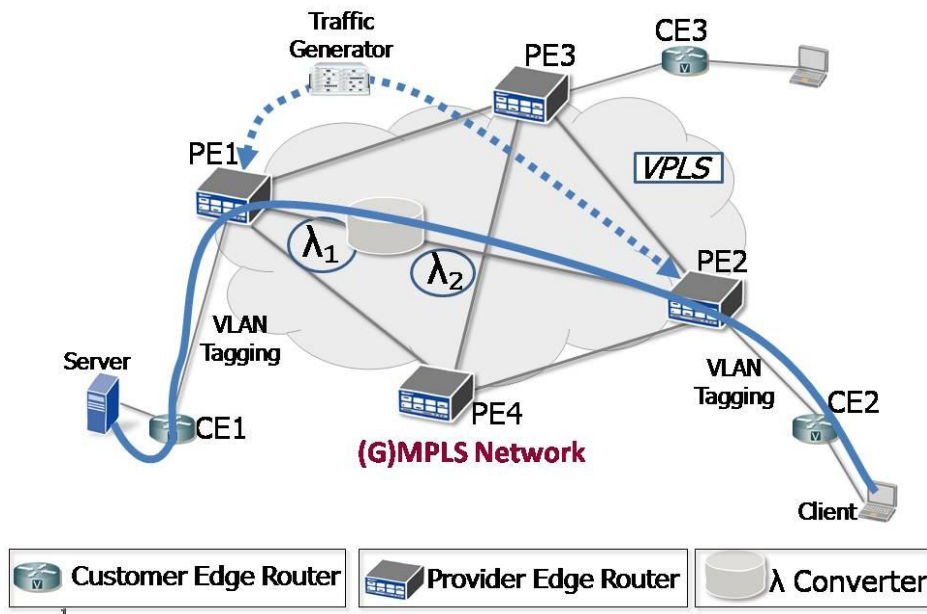 Traffic
Generator
CE3
PE3
PE1
VPLS
λ₁
λ₂
PE2
VLAN
Tagging
VLAN
Tagging
Server
CE1
PE4
CE2
(G)MPLS Network
Client
Customer Edge Router
Provider Edge Router
λ Converter